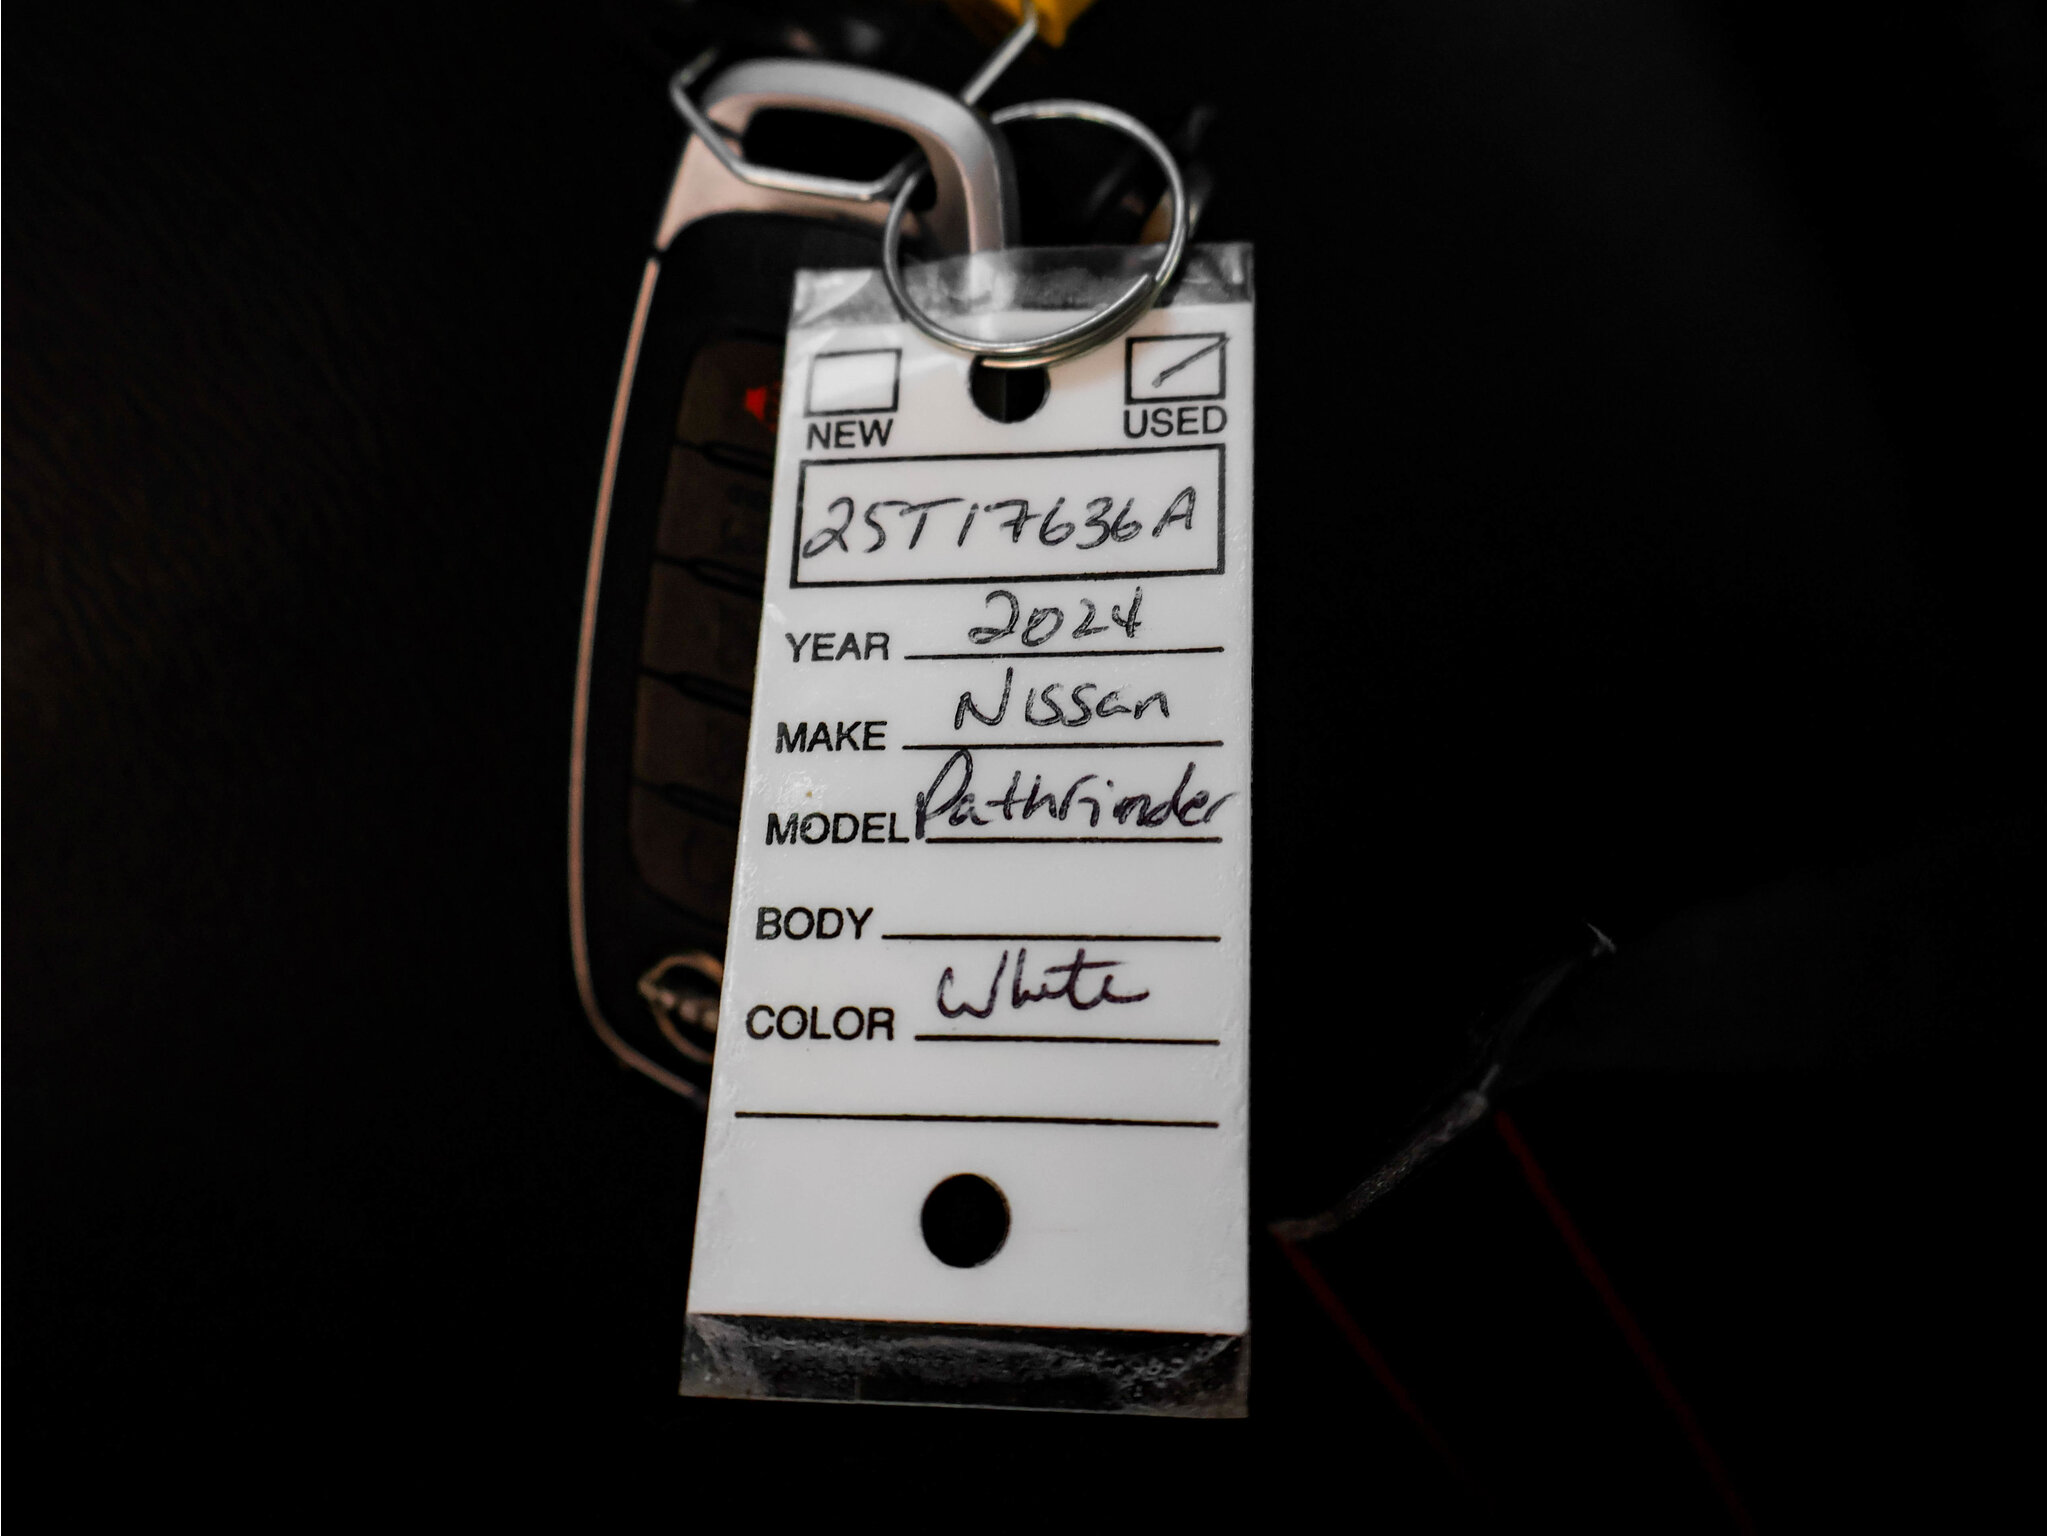 NEW USED
25T17636A
YEAR 2024
MAKE Nissan
MODEL Pathfinder
BODY
COLOR White